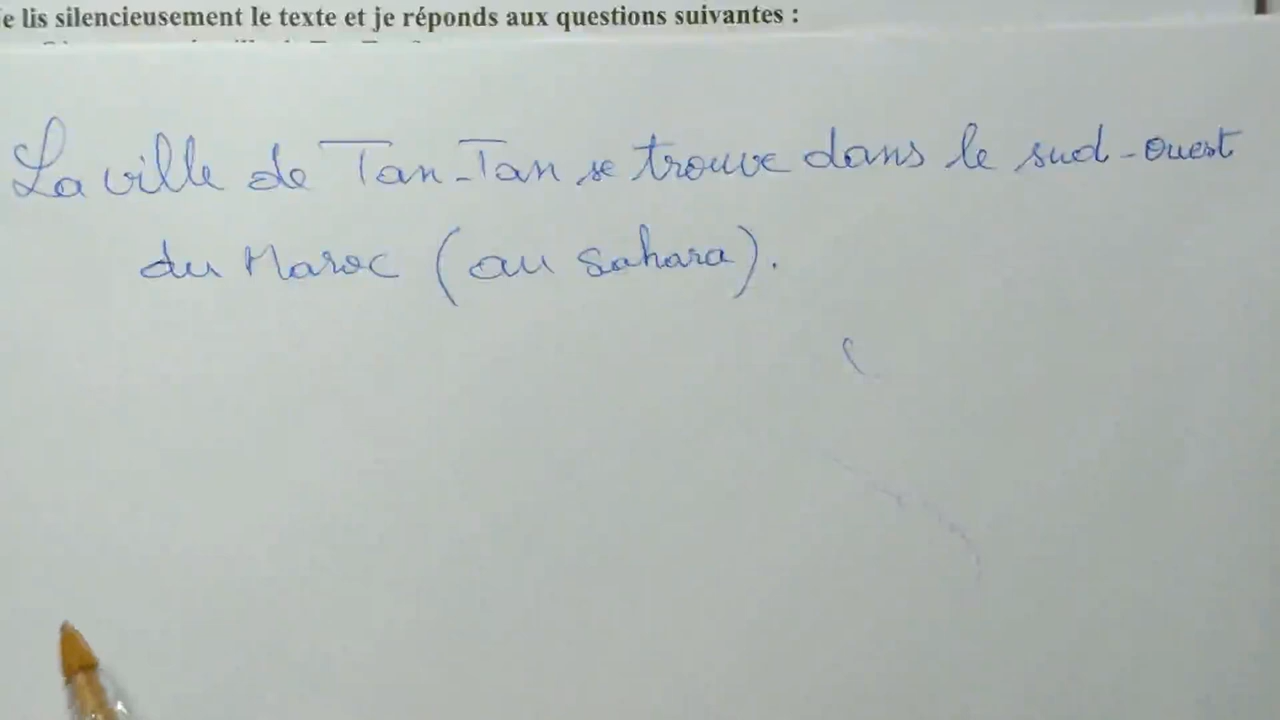 e lis silencieusement le texte et je réponds aux questions suivantes :
La ville de Tan-Tan se trouve dans le sud-ouest
du Maroc (au Sahara).